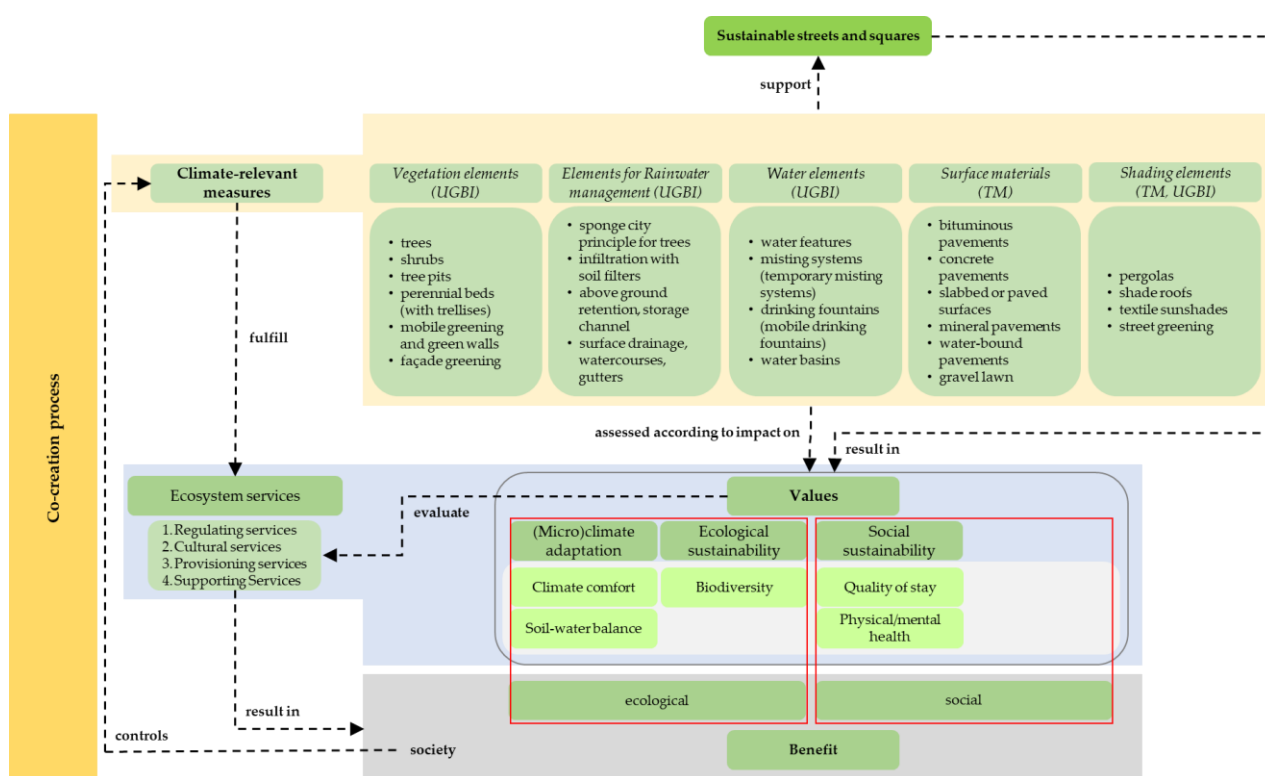 Sustainable streets and squares
support
Co-creation process
Climate-relevant
measures
Vegetation elements
(UGBI)
Elements for Rainwater
management (UGBI)
Water elements
(UGBI)
Surface materials
(TM)
Shading elements
(TM, UGBI)
• trees
• shrubs
• tree pits
• perennial beds
(with trellises)
• mobile greening
and green walls
• façade greening
• sponge city
principle for trees
• infiltration with
soil filters
• above ground
retention, storage
channel
• surface drainage,
watercourses,
gutters
• water features
• misting systems
(temporary misting
systems)
• drinking fountains
(mobile drinking
fountains)
• water basins
• bituminous
pavements
• concrete
pavements
• slabbed or paved
surfaces
• mineral pavements
• water-bound
pavements
• gravel lawn
• pergolas
• shade roofs
• textile sunshades
• street greening
fulfill
assessed according to impact on
result in
Ecosystem services
1. Regulating services
2. Cultural services
3. Provisioning services
4. Supporting Services
evaluate
Values
(Micro)climate
adaptation
Ecological
sustainability
Social
sustainability
Climate comfort
Biodiversity
Quality of stay
Soil-water balance
Physical/mental
health
ecological
social
result in
controls
society
Benefit